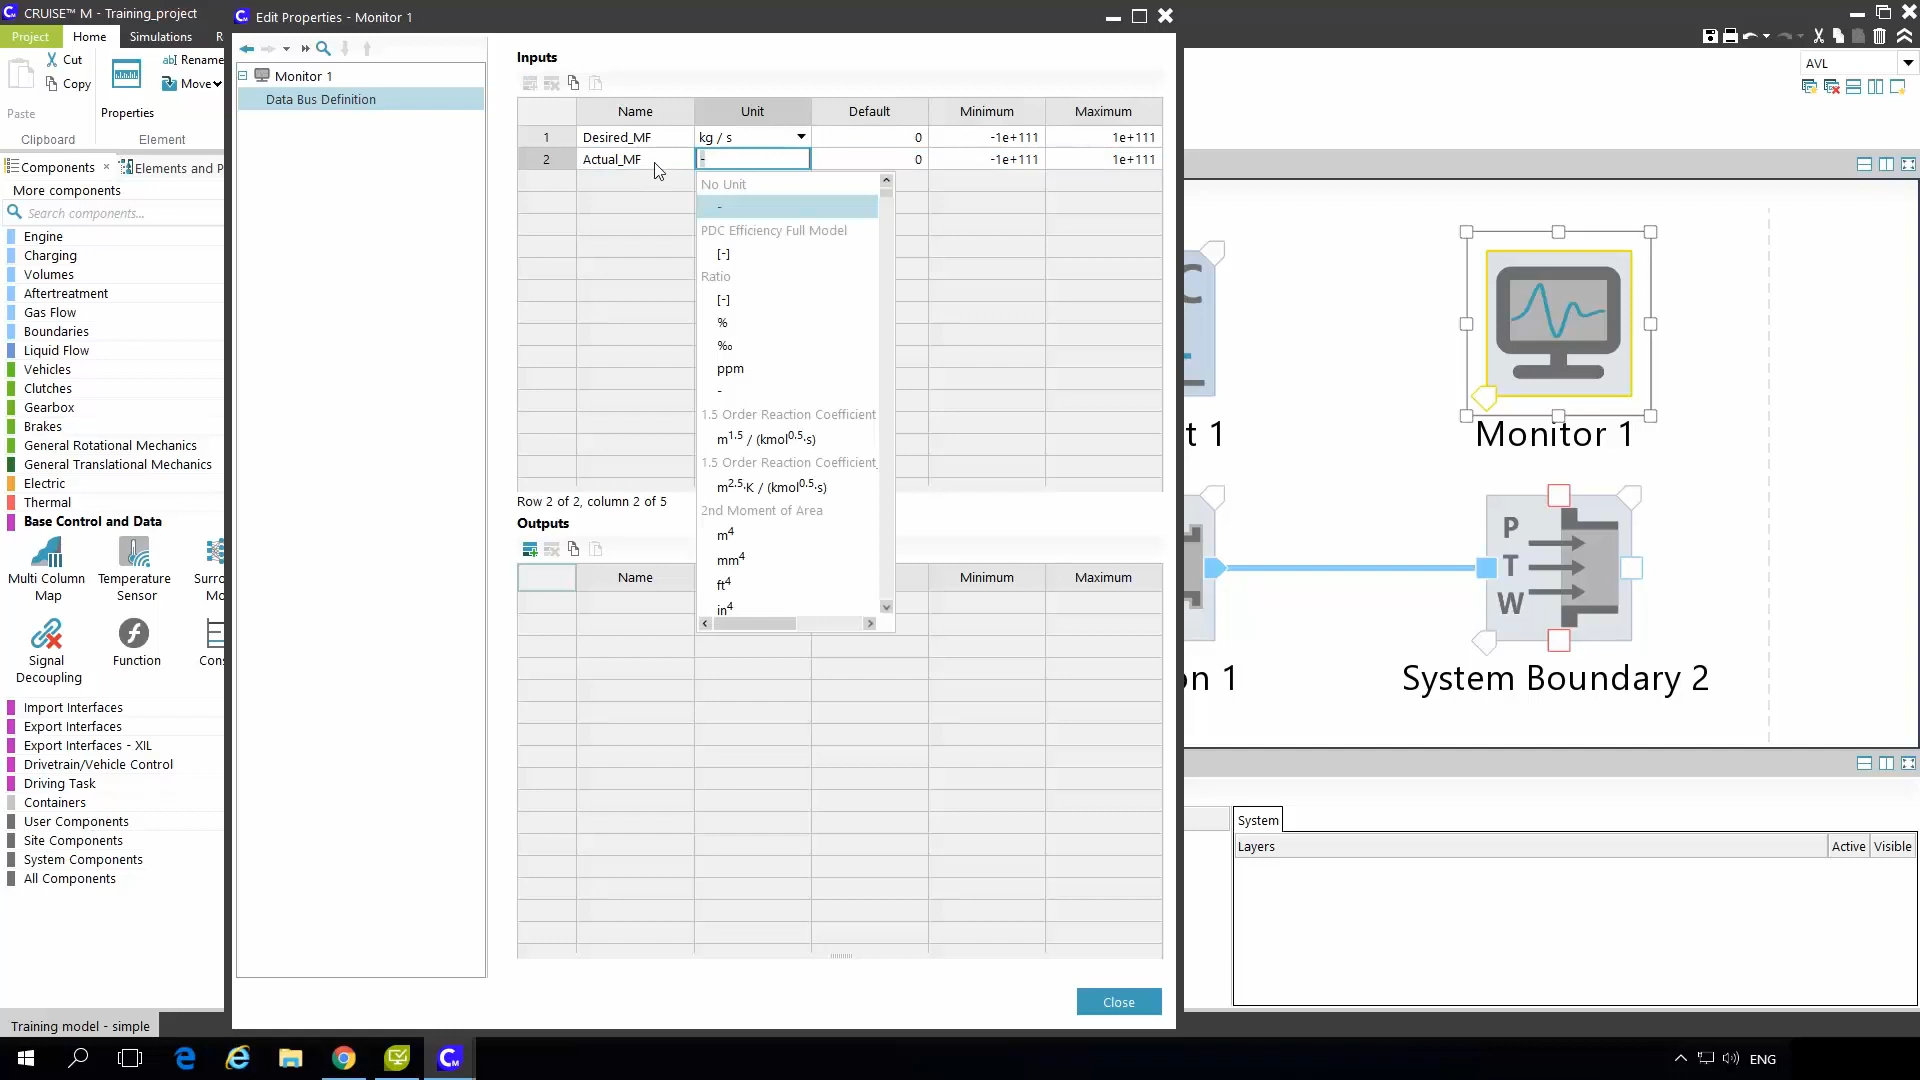 CRUISE™ M - Training_project
Project
Home
Simulations
R
Cut
Copy
Paste
Clipboard
Properties
Rename
Move
Element
Components
Elements and P
More components
Search components...
Engine
Charging
Volumes
Aftertreatment
Gas Flow
Boundaries
Liquid Flow
Vehicles
Clutches
Gearbox
Brakes
General Rotational Mechanics
General Translational Mechanics
Electric
Thermal
Base Control and Data
Multi Column
Map
Temperature
Sensor
Surro
Mo
Signal
Decoupling
Function
Cons
Import Interfaces
Export Interfaces
Export Interfaces - XIL
Drivetrain/Vehicle Control
Driving Task
Containers
User Components
Site Components
System Components
All Components
Training model - simple
Edit Properties - Monitor 1
Monitor 1
Data Bus Definition
Inputs
Name Unit Default Minimum Maximum
1 Desired_MF kg / s 0 -1e+111 1e+111
2 Actual_MF - 0 -1e+111 1e+111
No Unit
-
PDC Efficiency Full Model
[-]
Ratio
[-]
%
‰
ppm
-
1.5 Order Reaction Coefficient
m1.5 / (kmol0.5·s)
1.5 Order Reaction Coefficient_
m2.5·K / (kmol0.5·s)
2nd Moment of Area
m4
mm4
ft4
in4
Row 2 of 2, column 2 of 5
Outputs
Name Minimum Maximum
Close
AVL
t 1
Monitor 1
P
T
W
on 1
System Boundary 2
System
Layers Active Visible
ENG